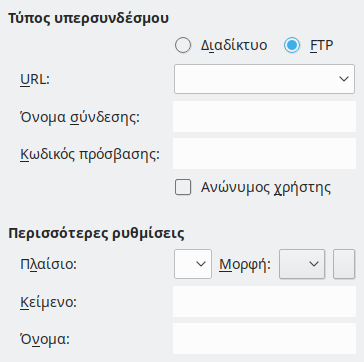 Τύπος υπερσυνδέσμου
Διαδίκτυο FTP
URL:
Όνομα σύνδεσης:
Κωδικός πρόσβασης:
Ανώνυμος χρήστης
Περισσότερες ρυθμίσεις
Πλαίσιο: Μορφή:
Κείμενο:
Όνομα: